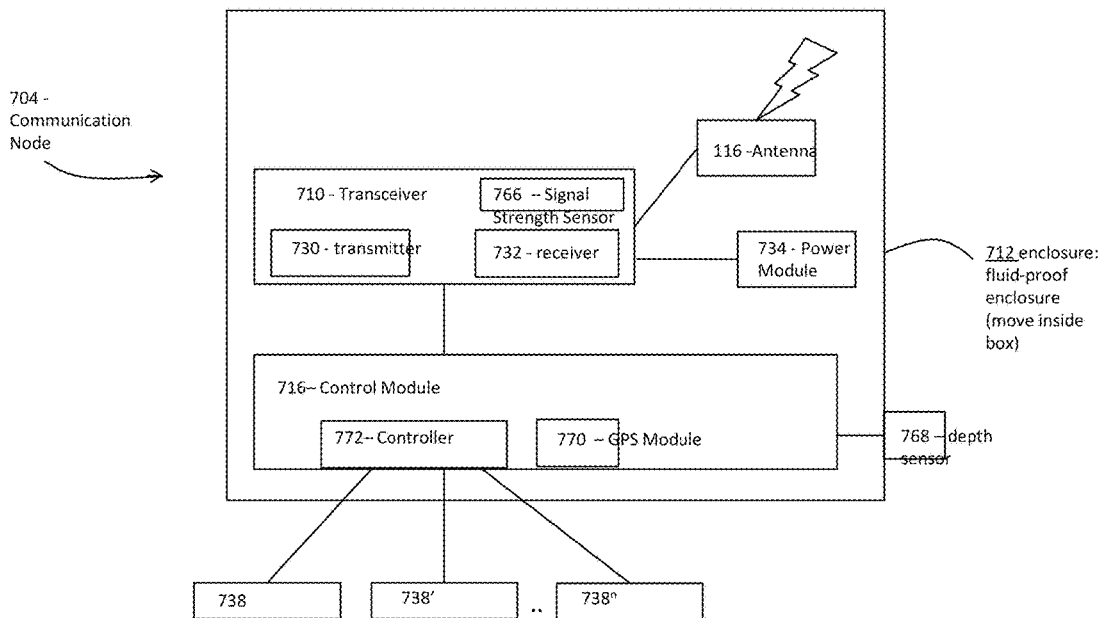 704 -
Communication
Node
116 -Antenna
710 - Transceiver
766 -- Signal
Strength Sensor
730 - transmitter
732 - receiver
734 - Power
Module
712 enclosure:
fluid-proof
enclosure
(move inside
box)
716-- Control Module
772-- Controller
770 -- GPS Module
768 -- depth
sensor
738
738'
..
738ⁿ